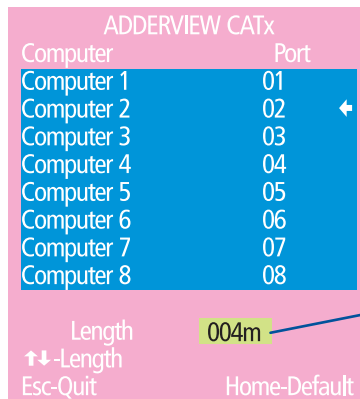 ADDERVIEW CATx
Computer Port
Computer 1 01
Computer 2 02
Computer 3 03
Computer 4 04
Computer 5 05
Computer 6 06
Computer 7 07
Computer 8 08
Length 004m
-Length
Esc-Quit Home-Default